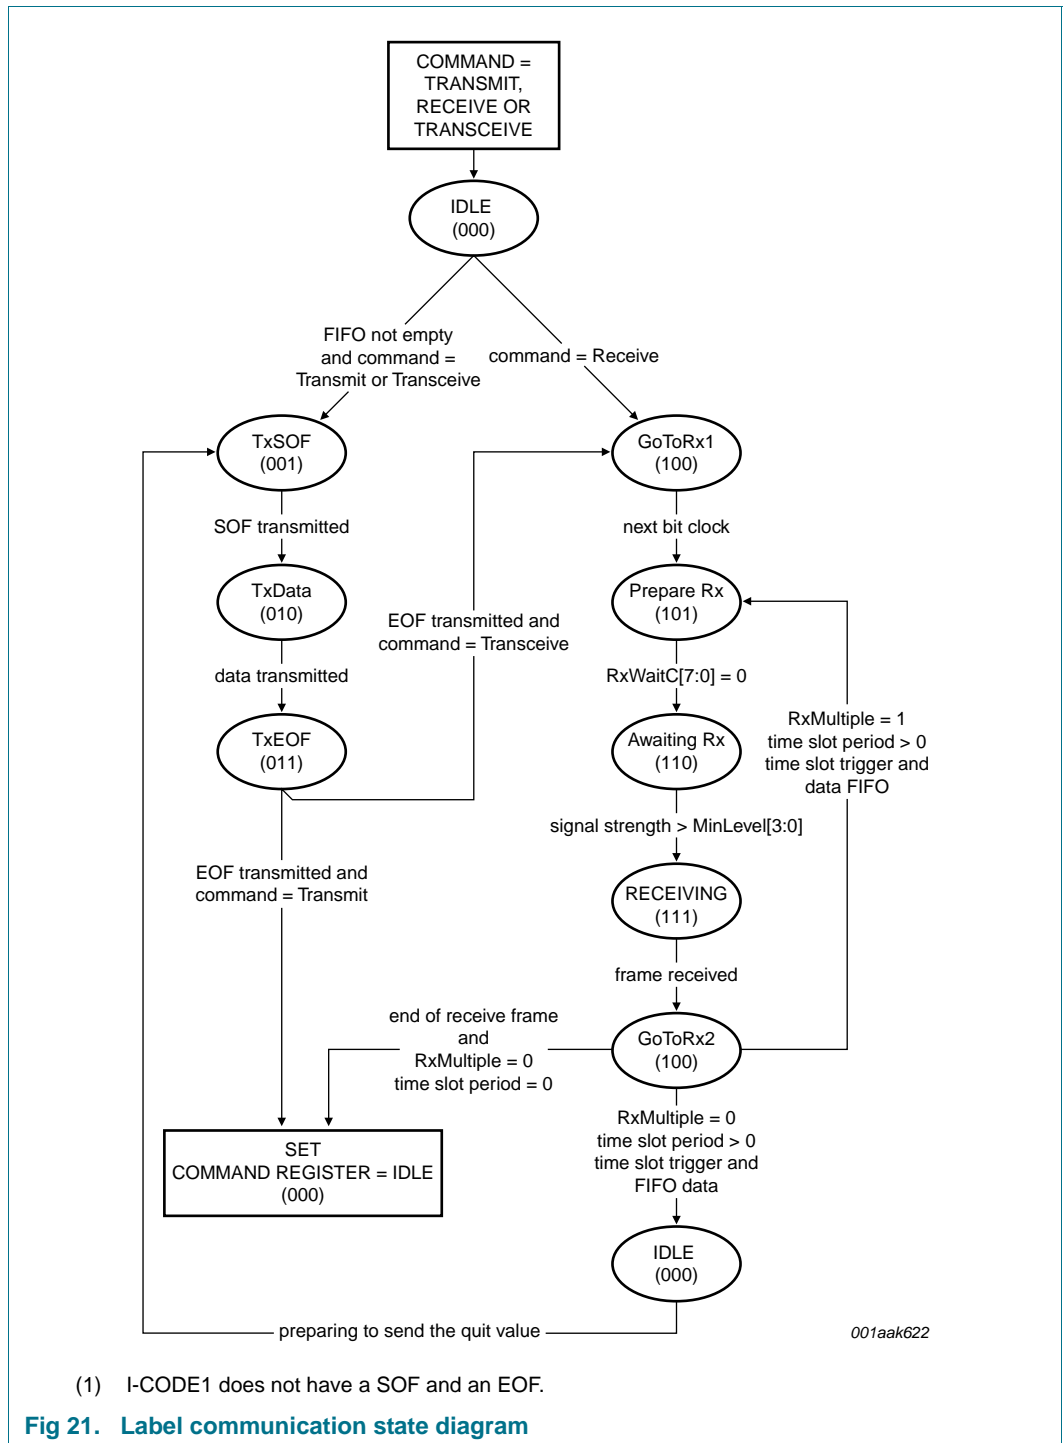 COMMAND =
TRANSMIT,
RECEIVE OR
TRANSCEIVE
IDLE
(000)
FIFO not empty
and command =
Transmit or Transceive
command = Receive
TxSOF
(001)
GoToRx1
(100)
SOF transmitted
next bit clock
TxData
(010)
Prepare Rx
(101)
EOF transmitted and
command = Transceive
data transmitted
RxWaitC[7:0] = 0
TxEOF
(011)
Awaiting Rx
(110)
RxMultiple = 1
time slot period > 0
time slot trigger and
data FIFO
signal strength > MinLevel[3:0]
EOF transmitted and
command = Transmit
RECEIVING
(111)
frame received
end of receive frame
and
RxMultiple = 0
time slot period = 0
GoToRx2
(100)
RxMultiple = 0
time slot period > 0
time slot trigger and
FIFO data
SET
COMMAND REGISTER = IDLE
(000)
IDLE
(000)
preparing to send the quit value
001aak622
(1) I-CODE1 does not have a SOF and an EOF.
Fig 21. Label communication state diagram